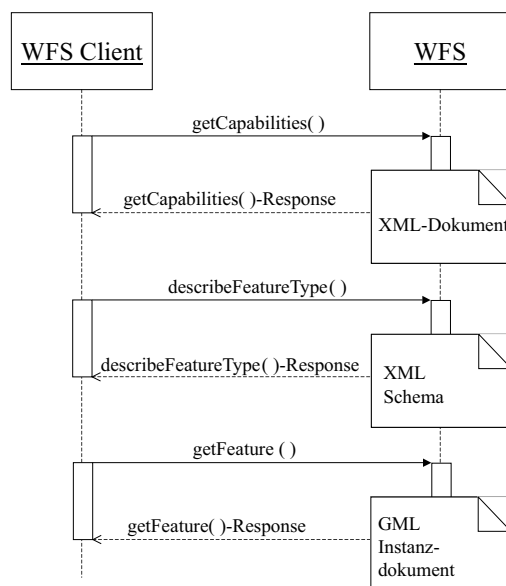 WFS Client
WFS
getCapabilities( )
getCapabilities( )-Response
XML-Dokument
describeFeatureType( )
describeFeatureType( )-Response
XML
Schema
getFeature ( )
getFeature( )-Response
GML
Instanz-
dokument